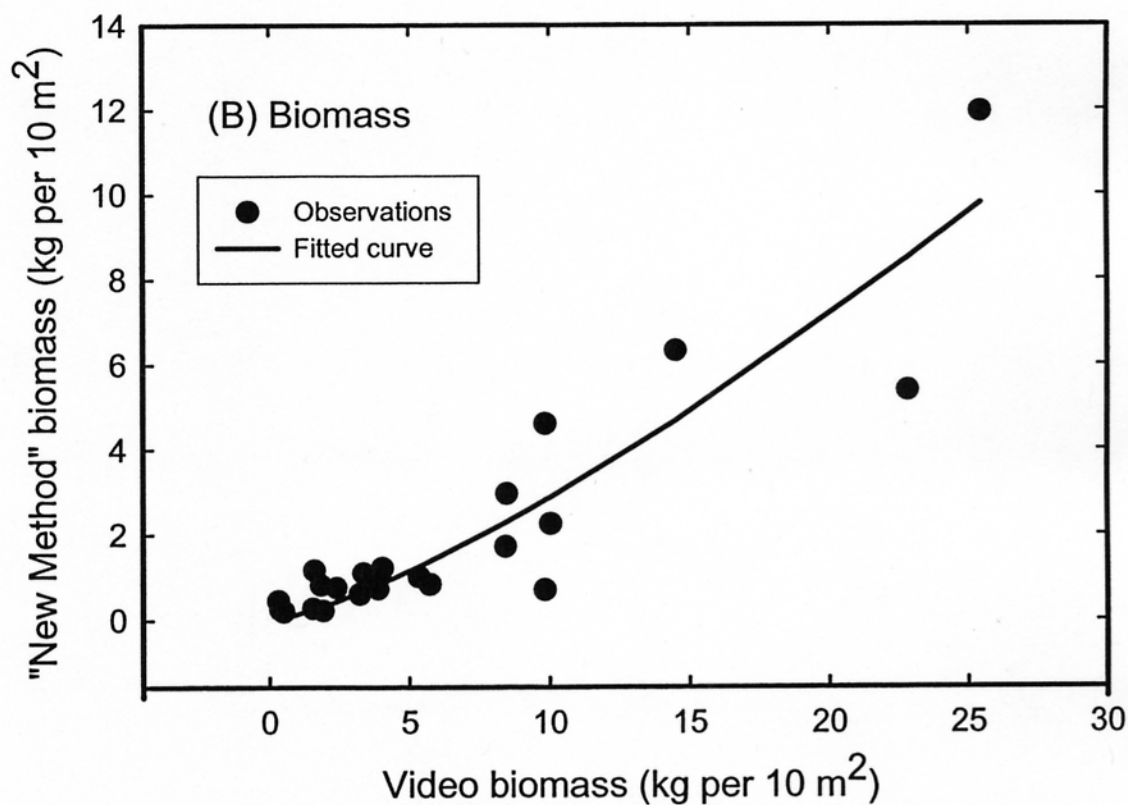 14
12
10
8
6
4
2
0
"New Method" biomass (kg per 10 m²)
(B) Biomass
Observations
Fitted curve
0 5 10 15 20 25 30
Video biomass (kg per 10 m²)